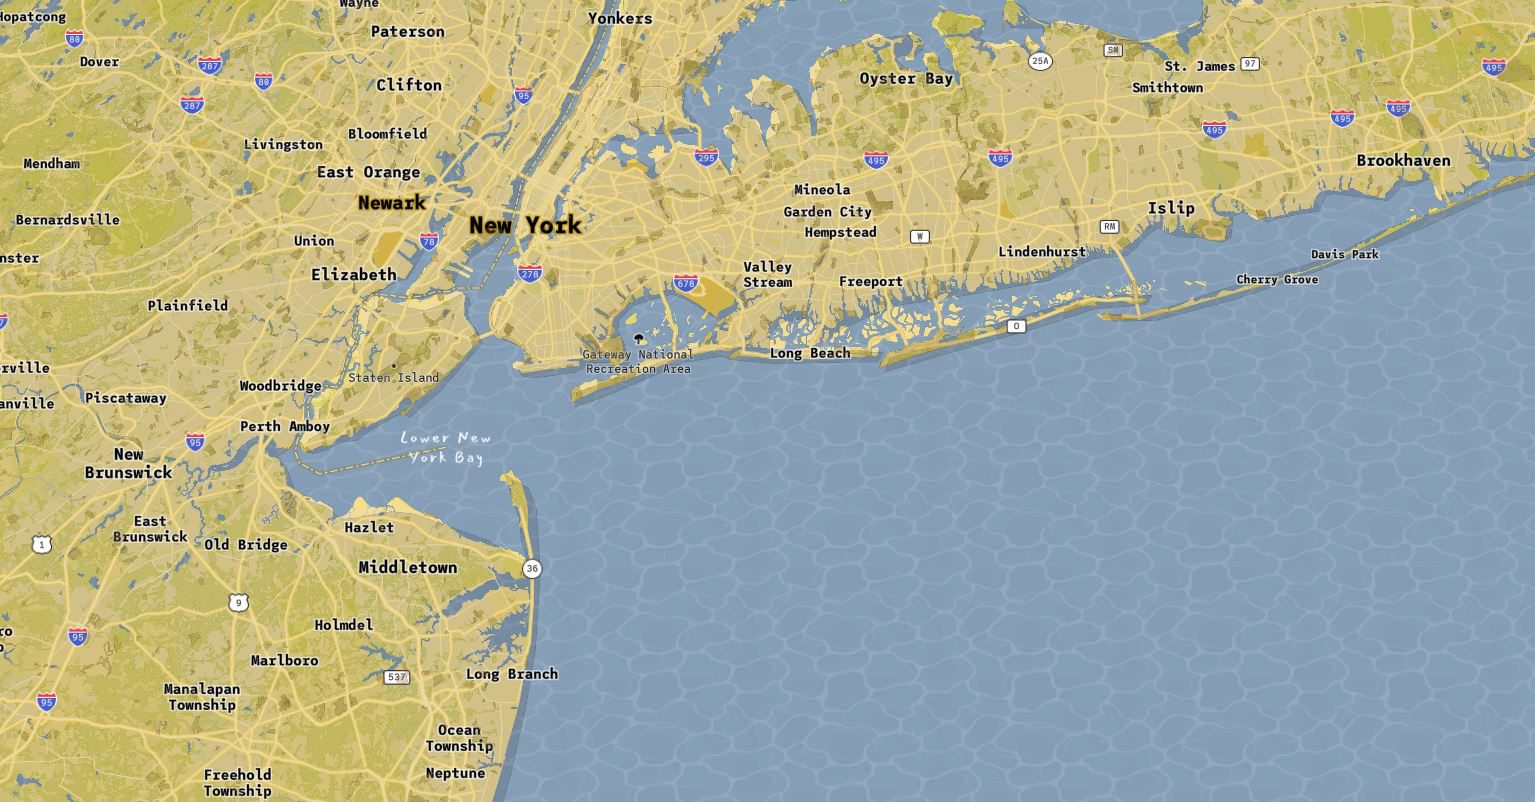 Hopatcong
Wayne
Yonkers
Paterson
80
Dover
287
80
Clifton
95
287
Oyster Bay
25A
SM
St. James
97
495
Smithtown
495
495
495
Bloomfield
Livingston
Mendham
East Orange
295
495
495
Brookhaven
Newark
Mineola
Garden City
Islip
Bernardsville
New York
Hempstead
W
RM
Union
78
Lindenhurst
Davis Park
nster
Elizabeth
278
678
Valley
Stream
Freeport
Cherry Grove
Plainfield
O
Gateway National
Recreation Area
Long Beach
rville
Staten Island
Woodbridge
Piscataway
anville
Perth Amboy
95
Lower New
York Bay
New
Brunswick
East
Brunswick
Hazlet
1
Old Bridge
Middletown
36
9
Holmdel
95
Marlboro
537
Long Branch
Manalapan
Township
95
Ocean
Township
Neptune
Freehold
Township